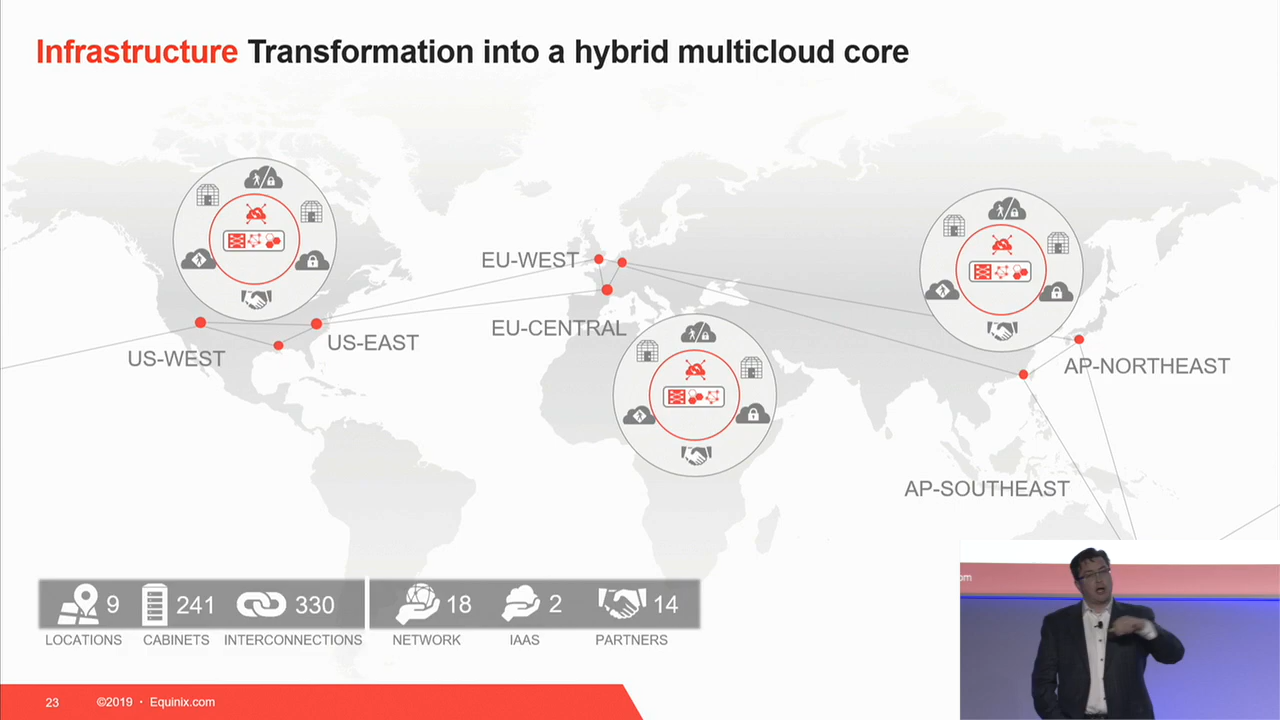 Infrastructure Transformation into a hybrid multicloud core
EU-WEST
EU-CENTRAL
US-EAST
US-WEST
AP-NORTHEAST
AP-SOUTHEAST
9 241 330 18 2 14
LOCATIONS CABINETS INTERCONNECTIONS NETWORK IAAS PARTNERS
om
23 ©2019 · Equinix.com